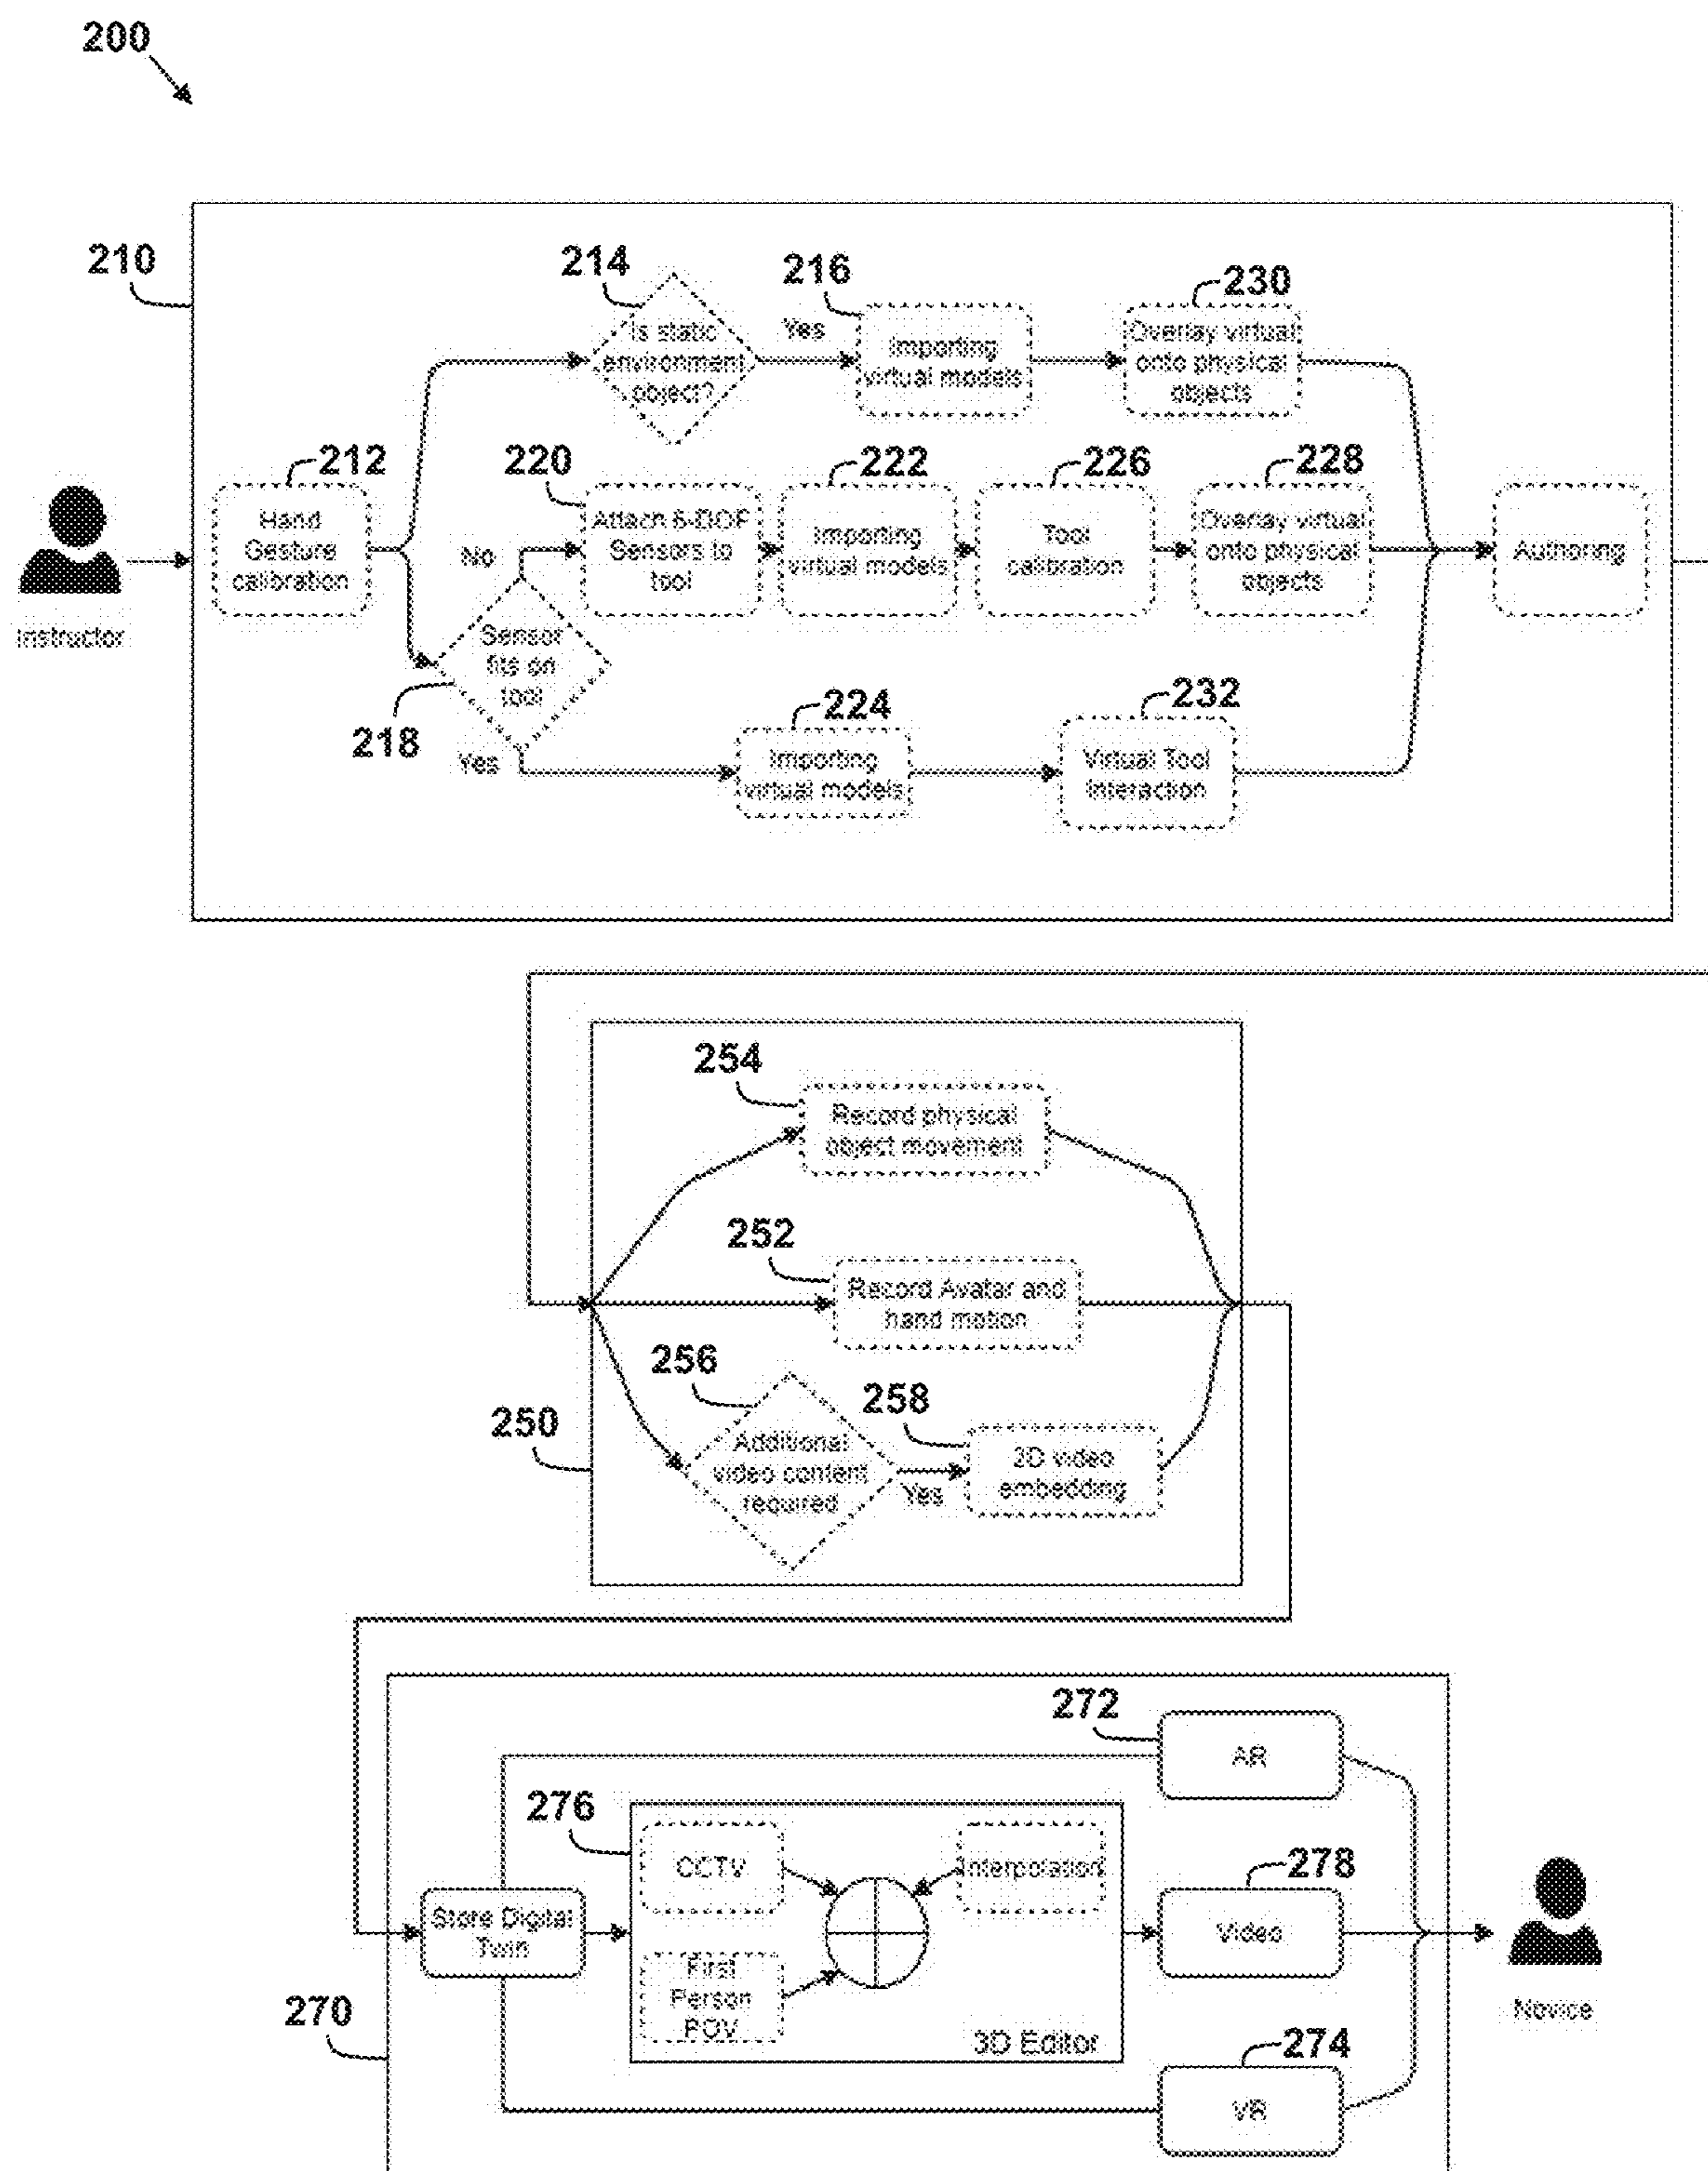 200
210
214
216
230
Is static
environment
object?
Yes
Importing
virtual models
Overlay virtual
onto physical
objects
212
220
222
226
228
Hand
Gesture
calibration
No
Attach 6-DOF
Sensors to
tool
Importing
virtual models
Tool
calibration
Overlay virtual
onto physical
objects
Authoring
Instructor
Sensor
fits on
tool
218
Yes
224
232
Importing
virtual models
Virtual Tool
Interaction
254
Record physical
object movement
252
Record Avatar and
hand motion
256
250
258
Additional
video content
required
Yes
2D video
embedding
272
AR
276
CCTV
Interpolation
278
Store Digital
Twin
Video
First
Person
POV
3D Editor
270
Novice
274
VR